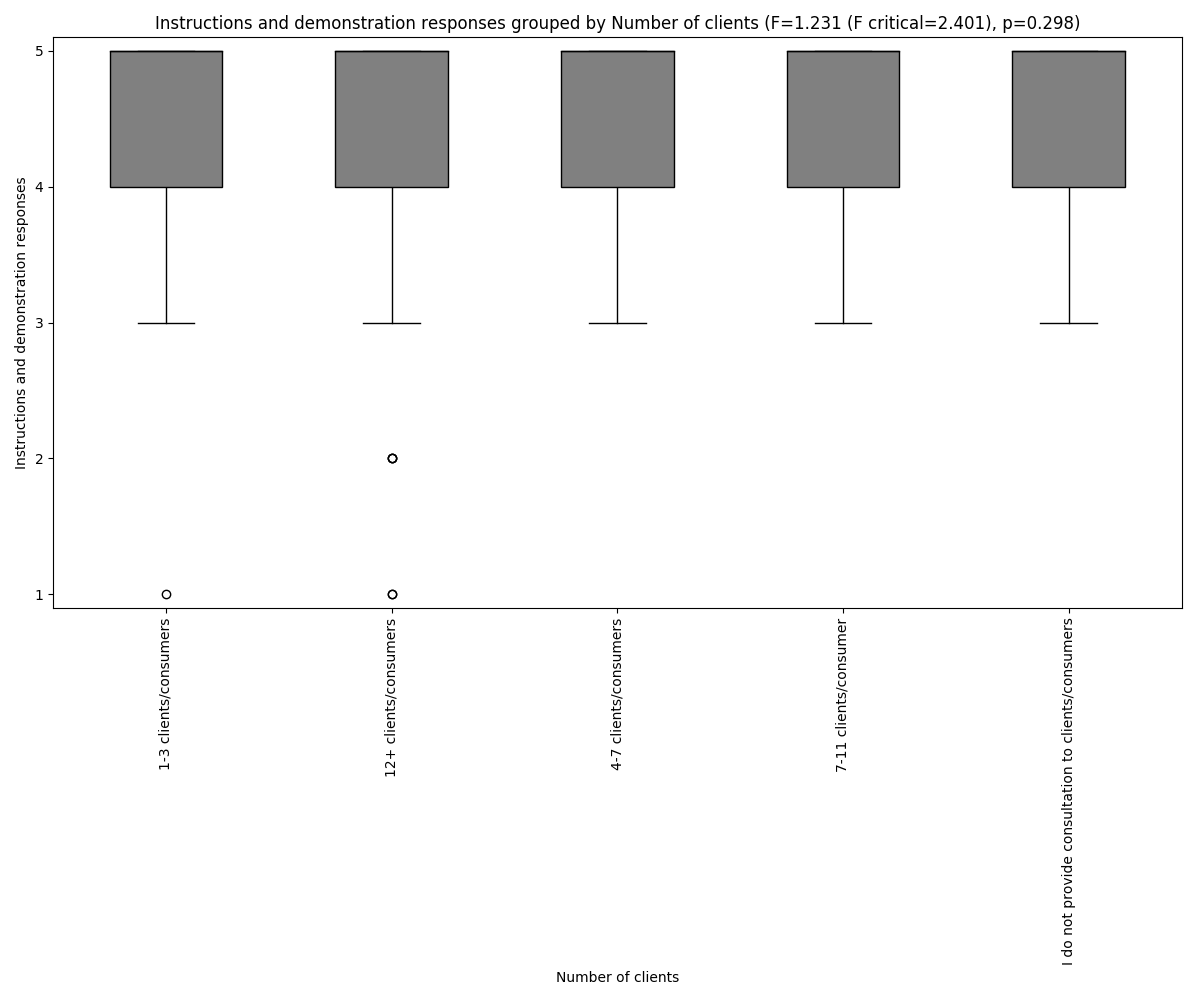 Instructions and demonstration responses grouped by Number of clients (F=1.231 (F critical=2.401), p=0.298)
Instructions and demonstration responses
5
4
3
2
1
1-3 clients/consumers
12+ clients/consumers
4-7 clients/consumers
7-11 clients/consumer
I do not provide consultation to clients/consumers
Number of clients